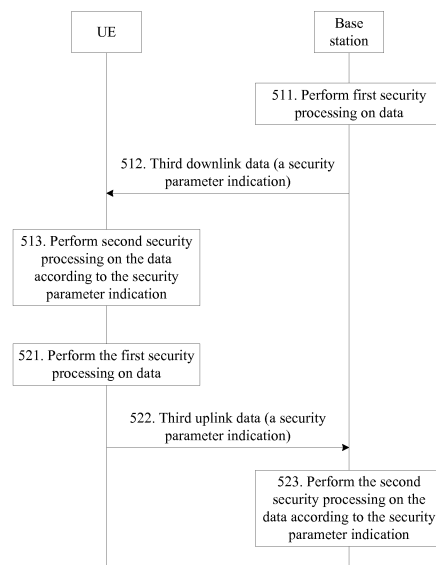 UE
Base
station
511. Perform first security
processing on data
512. Third downlink data (a security
parameter indication)
513. Perform second security
processing on the data
according to the security
parameter indication
521. Perform the first security
processing on data
522. Third uplink data (a security
parameter indication)
523. Perform the second
security processing on the
data according to the security
parameter indication